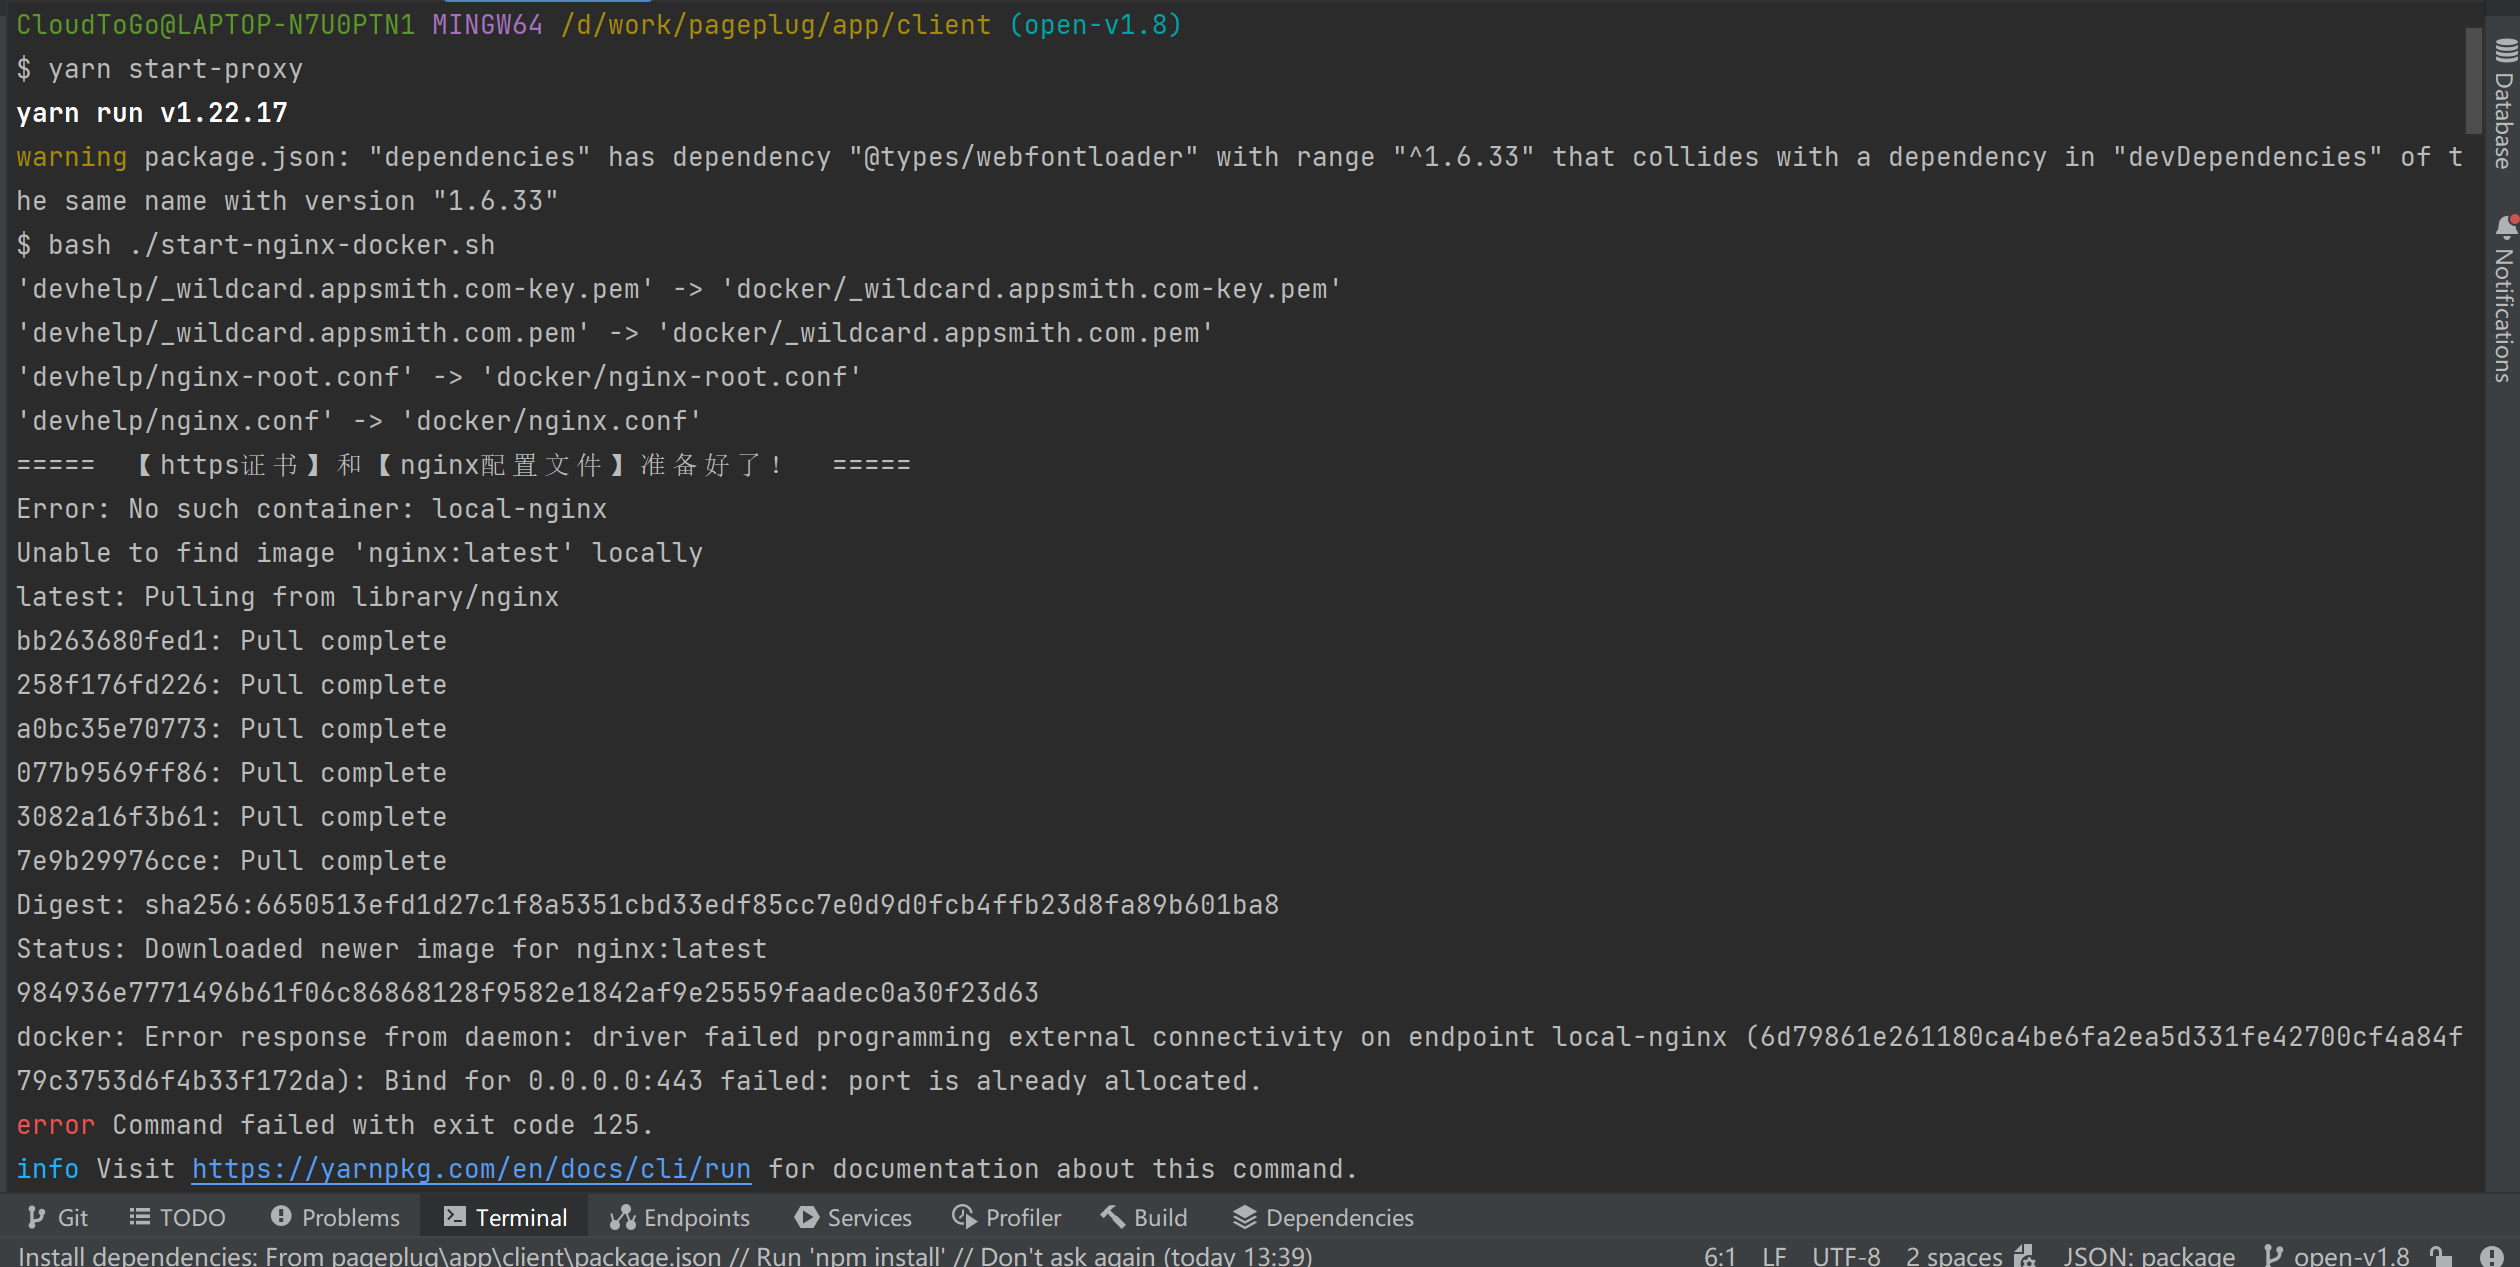 CloudToGo@LAPTOP-N7U0PTN1 MINGW64 /d/work/pageplug/app/client (open-v1.8)
$ yarn start-proxy
yarn run v1.22.17
warning package.json: "dependencies" has dependency "@types/webfontloader" with range "^1.6.33" that collides with a dependency in "devDependencies" of t
he same name with version "1.6.33"
$ bash ./start-nginx-docker.sh
'devhelp/_wildcard.appsmith.com-key.pem' -> 'docker/_wildcard.appsmith.com-key.pem'
'devhelp/_wildcard.appsmith.com.pem' -> 'docker/_wildcard.appsmith.com.pem'
'devhelp/nginx-root.conf' -> 'docker/nginx-root.conf'
'devhelp/nginx.conf' -> 'docker/nginx.conf'
===== 【https证书】和【nginx配置文件】准备好了! =====
Error: No such container: local-nginx
Unable to find image 'nginx:latest' locally
latest: Pulling from library/nginx
bb263680fed1: Pull complete
258f176fd226: Pull complete
a0bc35e70773: Pull complete
077b9569ff86: Pull complete
3082a16f3b61: Pull complete
7e9b29976cce: Pull complete
Digest: sha256:6650513efd1d27c1f8a5351cbd33edf85cc7e0d9d0fcb4ffb23d8fa89b601ba8
Status: Downloaded newer image for nginx:latest
984936e7771496b61f06c86868128f9582e1842af9e25559faadec0a30f23d63
docker: Error response from daemon: driver failed programming external connectivity on endpoint local-nginx (6d79861e261180ca4be6fa2ea5d331fe42700cf4a84f
79c3753d6f4b33f172da): Bind for 0.0.0.0:443 failed: port is already allocated.
error Command failed with exit code 125.
info Visit https://yarnpkg.com/en/docs/cli/run for documentation about this command.
Git TODO Problems Terminal Endpoints Services Profiler Build Dependencies
Install dependencies: From pageplug\app\client\package.json // Run 'npm install' // Don't ask again (today 13:39) 6:1 LF UTF-8 2 spaces JSON: package open-v1.8
Database
Notifications